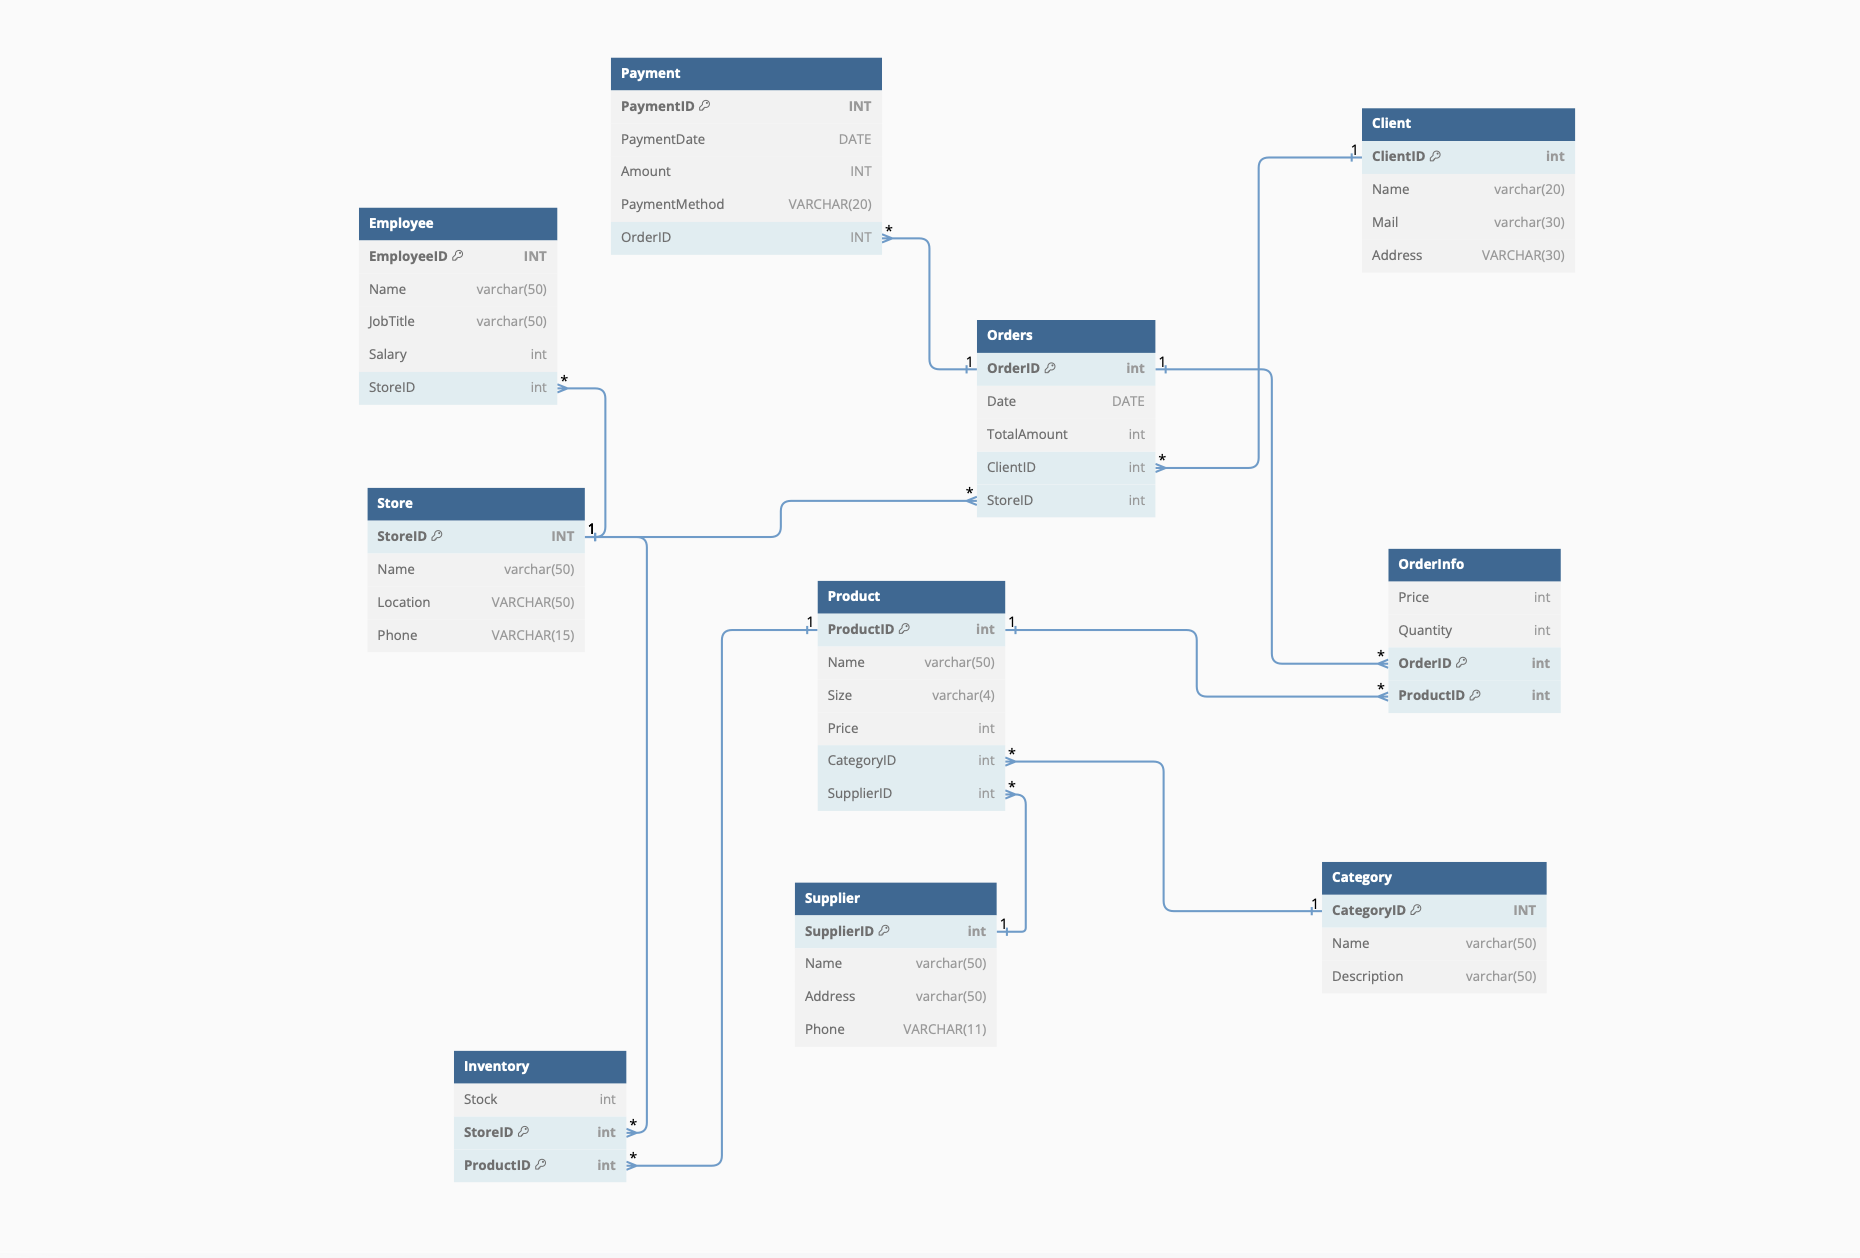 Payment
PaymentID INT
PaymentDate DATE
Amount INT
PaymentMethod VARCHAR(20)
OrderID INT
*
Client
1
ClientID int
Name varchar(20)
Mail varchar(30)
Address VARCHAR(30)
Employee
EmployeeID INT
Name varchar(50)
JobTitle varchar(50)
Salary int
StoreID int
*
Orders
1 1
OrderID int
Date DATE
TotalAmount int
ClientID int
*
*
StoreID int
Store
StoreID INT
1
Name varchar(50)
Location VARCHAR(50)
Phone VARCHAR(15)
OrderInfo
Price int
Quantity int
*
OrderID int
*
ProductID int
Product
1 1
ProductID int
Name varchar(50)
Size varchar(4)
Price int
CategoryID int
*
SupplierID int
*
Supplier
SupplierID int
1
Name varchar(50)
Address varchar(50)
Phone VARCHAR(11)
Category
1
CategoryID INT
Name varchar(50)
Description varchar(50)
Inventory
Stock int
StoreID int
*
ProductID int
*